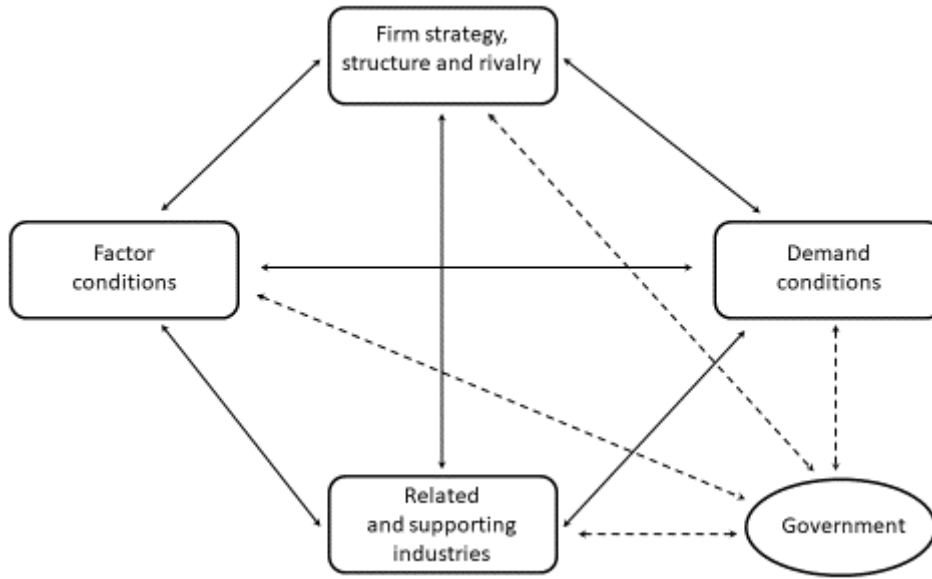 Firm strategy,
structure and rivalry
Factor
conditions
Demand
conditions
Related
and supporting
industries
Government